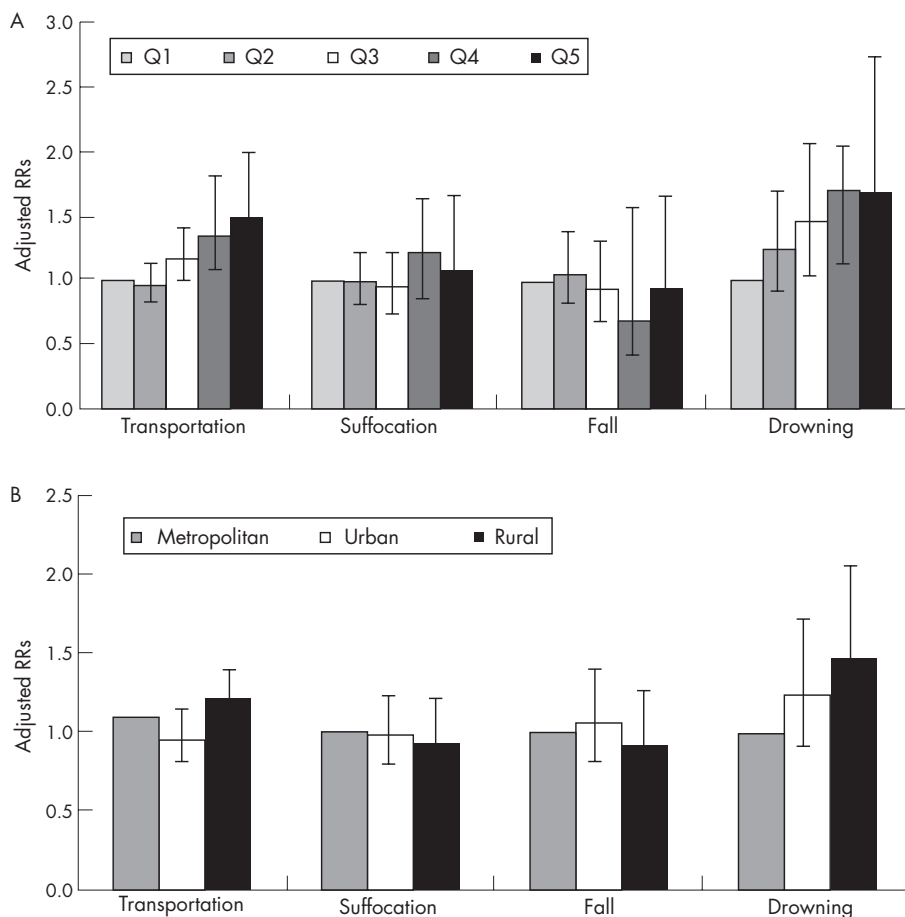 A
3.0
Q1 Q2 Q3 Q4 Q5
2.5
2.0
Adjusted RRs
1.5
1.0
0.5
0.0
Transportation Suffocation Fall Drowning
B
2.5
Metropolitan Urban Rural
2.0
Adjusted RRs
1.5
1.0
0.5
0.0
Transportation Suffocation Fall Drowning